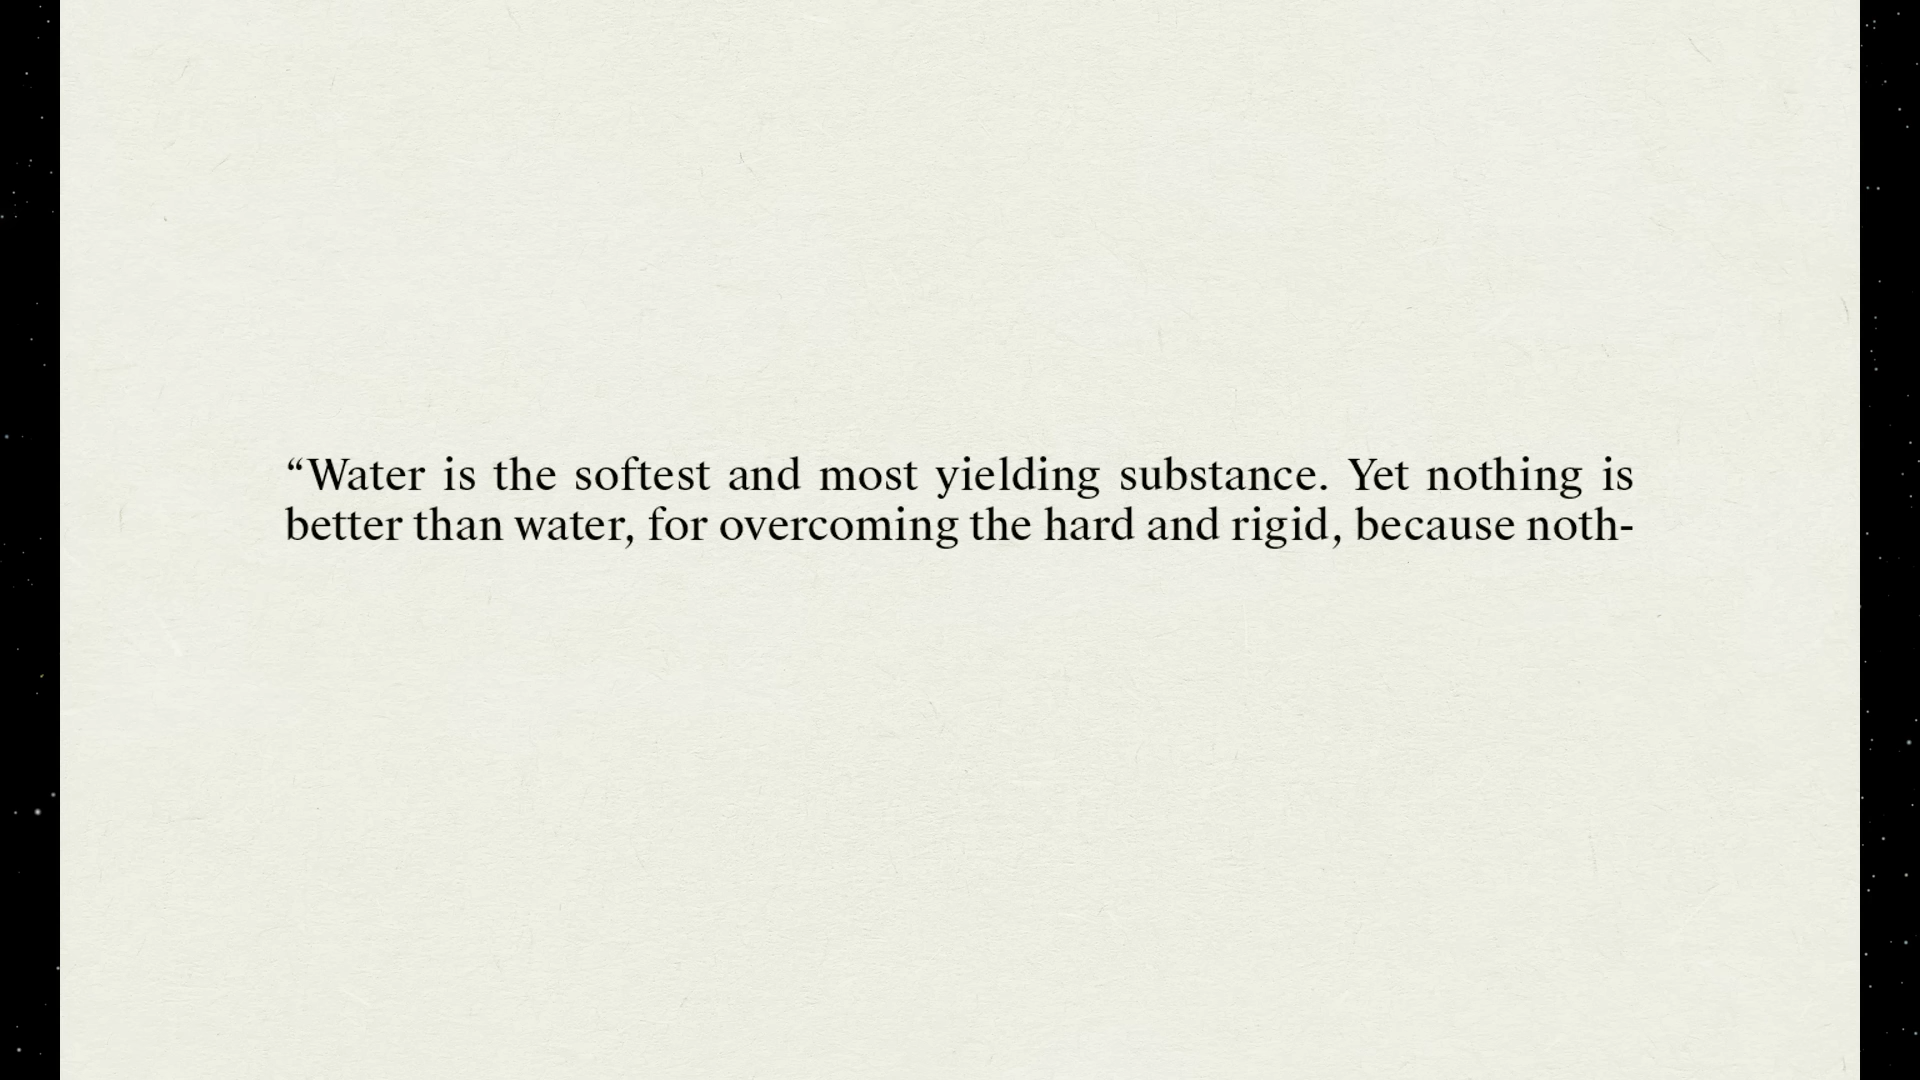 “Water is the softest and most yielding substance. Yet nothing is
better than water, for overcoming the hard and rigid, because noth-